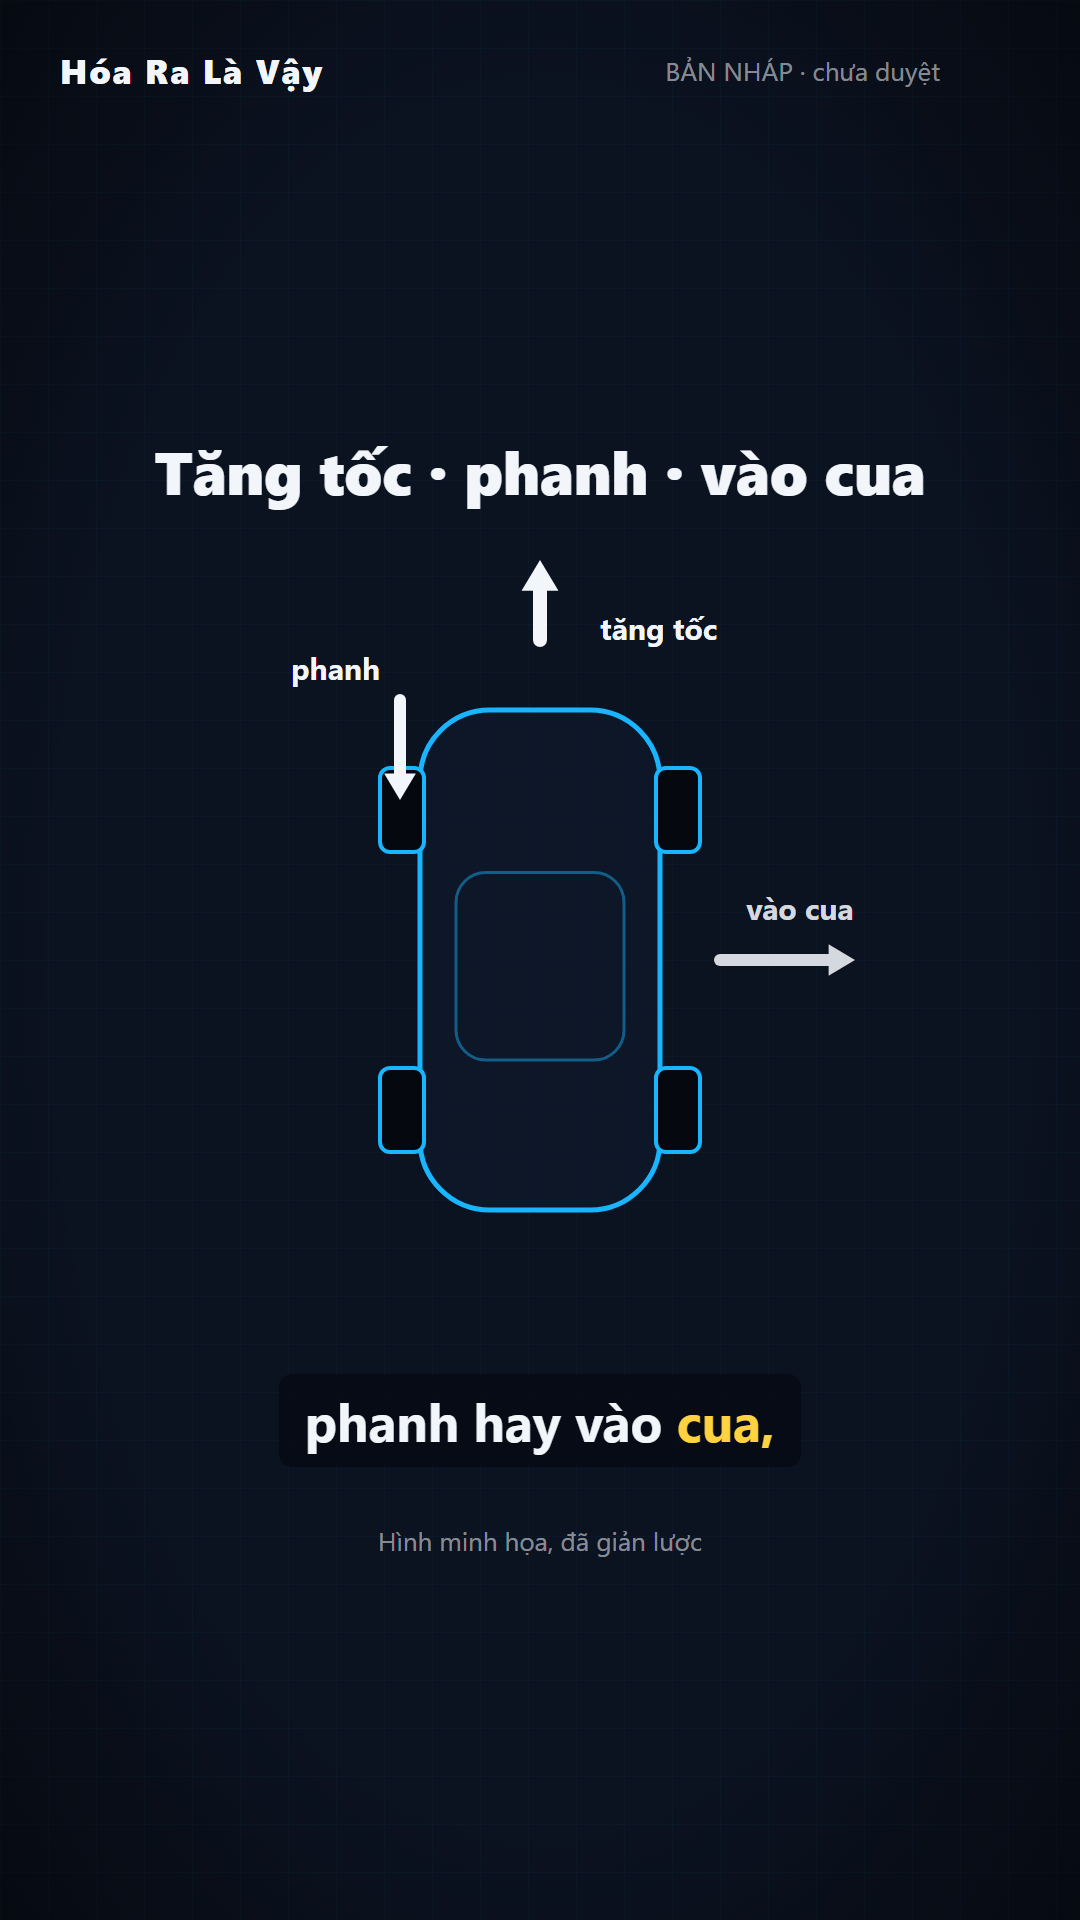 Hóa Ra Là Vậy
BẢN NHÁP · chưa duyệt
Tăng tốc · phanh · vào cua
tăng tốc
phanh
vào cua
phanh hay vào cua,
Hình minh họa, đã giản lược